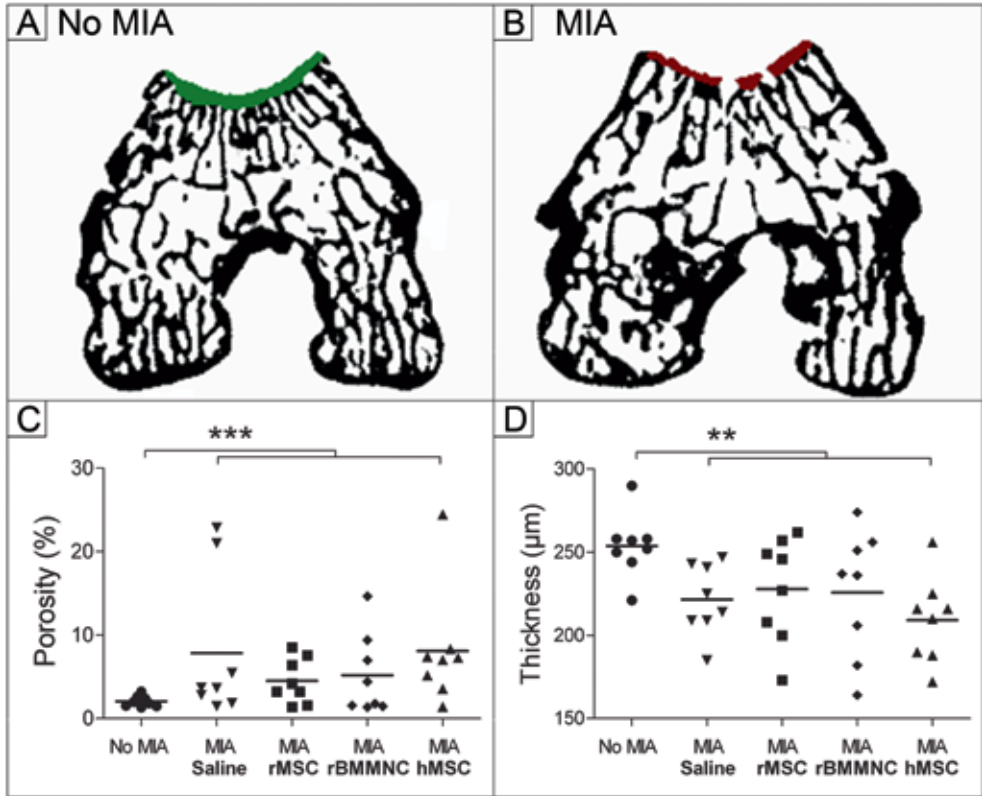 A No MIA
B MIA
C
***
Porosity (%)
30
20
10
0
No MIA
MIA Saline
MIA rMSC
MIA rBMMNC
MIA hMSC
D
**
Thickness (μm)
300
250
200
150
No MIA
MIA Saline
MIA rMSC
MIA rBMMNC
MIA hMSC